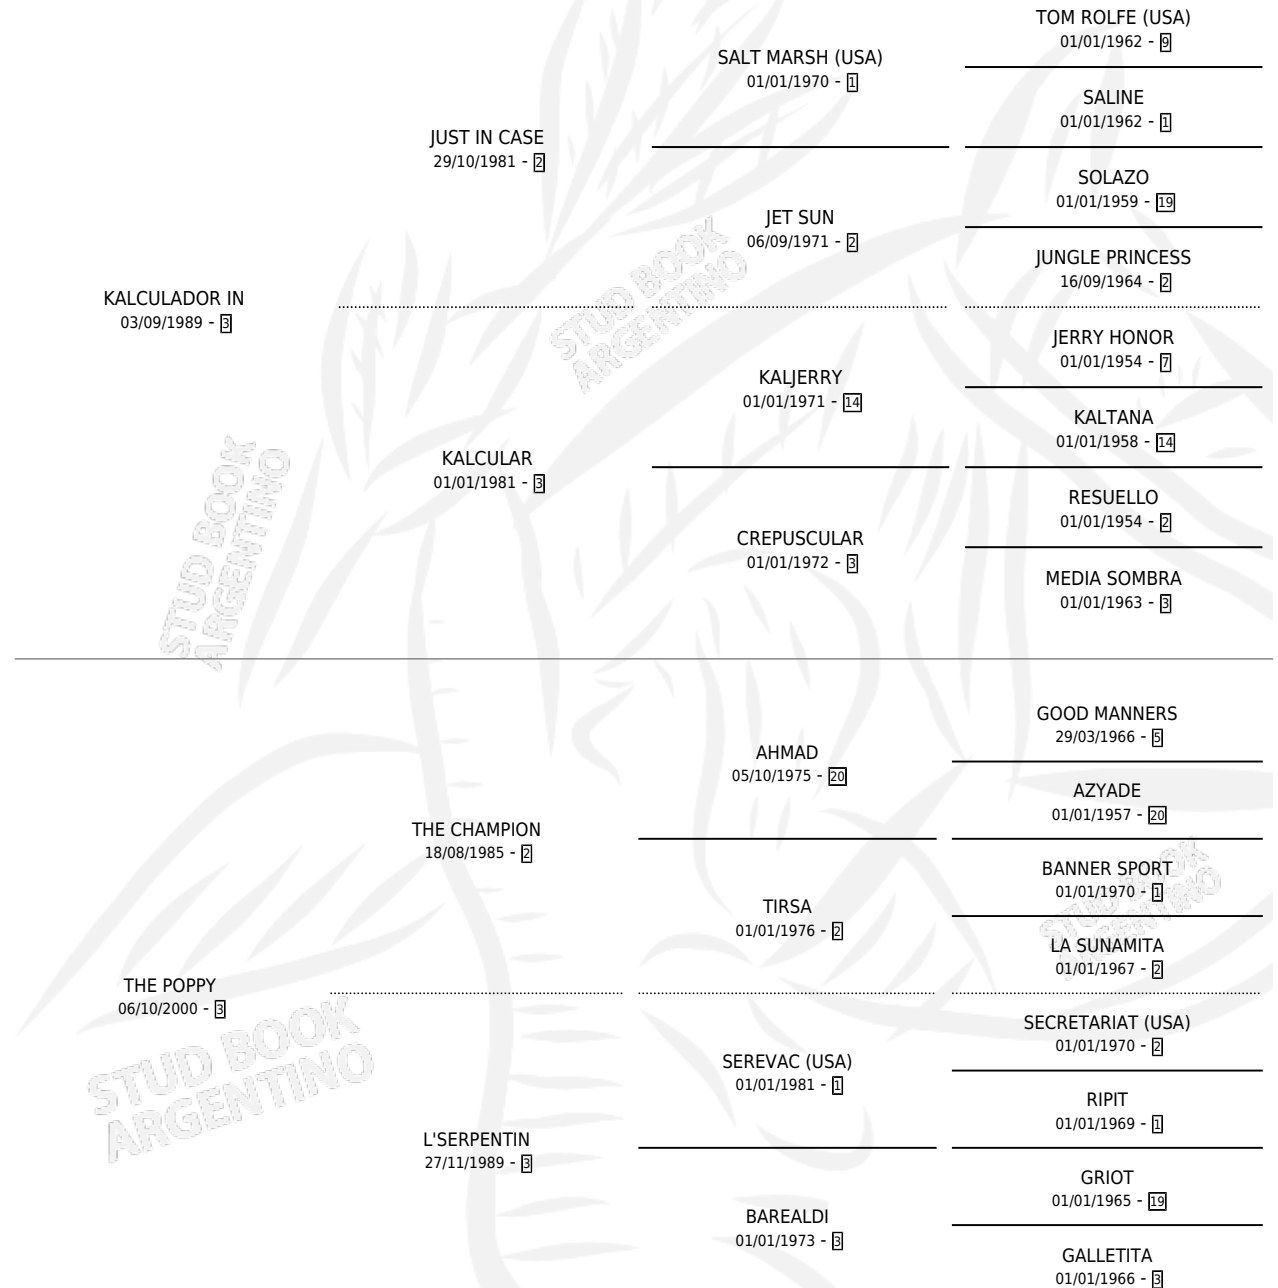 TOM ROLFE (USA)
01/01/1962 - 9
SALT MARSH (USA)
01/01/1970 - 1
SALINE
01/01/1962 - 1
JUST IN CASE
29/10/1981 - 2
SOLAZO
01/01/1959 - 19
JET SUN
06/09/1971 - 2
JUNGLE PRINCESS
16/09/1964 - 2
KALCULADOR IN
03/09/1989 - 3
JERRY HONOR
01/01/1954 - 7
KALJERRY
01/01/1971 - 14
KALTANA
01/01/1958 - 14
KALCULAR
01/01/1981 - 3
RESUELLO
01/01/1954 - 2
CREPUSCULAR
01/01/1972 - 3
MEDIA SOMBRA
01/01/1963 - 3
GOOD MANNERS
29/03/1966 - 5
AHMAD
05/10/1975 - 20
AZYADE
01/01/1957 - 20
THE CHAMPION
18/08/1985 - 2
BANNER SPORT
01/01/1970 - 1
TIRSA
01/01/1976 - 2
LA SUNAMITA
01/01/1967 - 2
THE POPPY
06/10/2000 - 3
SECRETARIAT (USA)
01/01/1970 - 2
SEREVAC (USA)
01/01/1981 - 1
RIPIT
01/01/1969 - 1
L'SERPENTIN
27/11/1989 - 3
GRIOT
01/01/1965 - 19
BAREALDI
01/01/1973 - 3
GALLETITA
01/01/1966 - 3
STUD BOOK
ARGENTINO
STUD BOOK
ARGENTINO
STUD BOOK
ARGENTINO
STUD BOOK
ARGENTINO